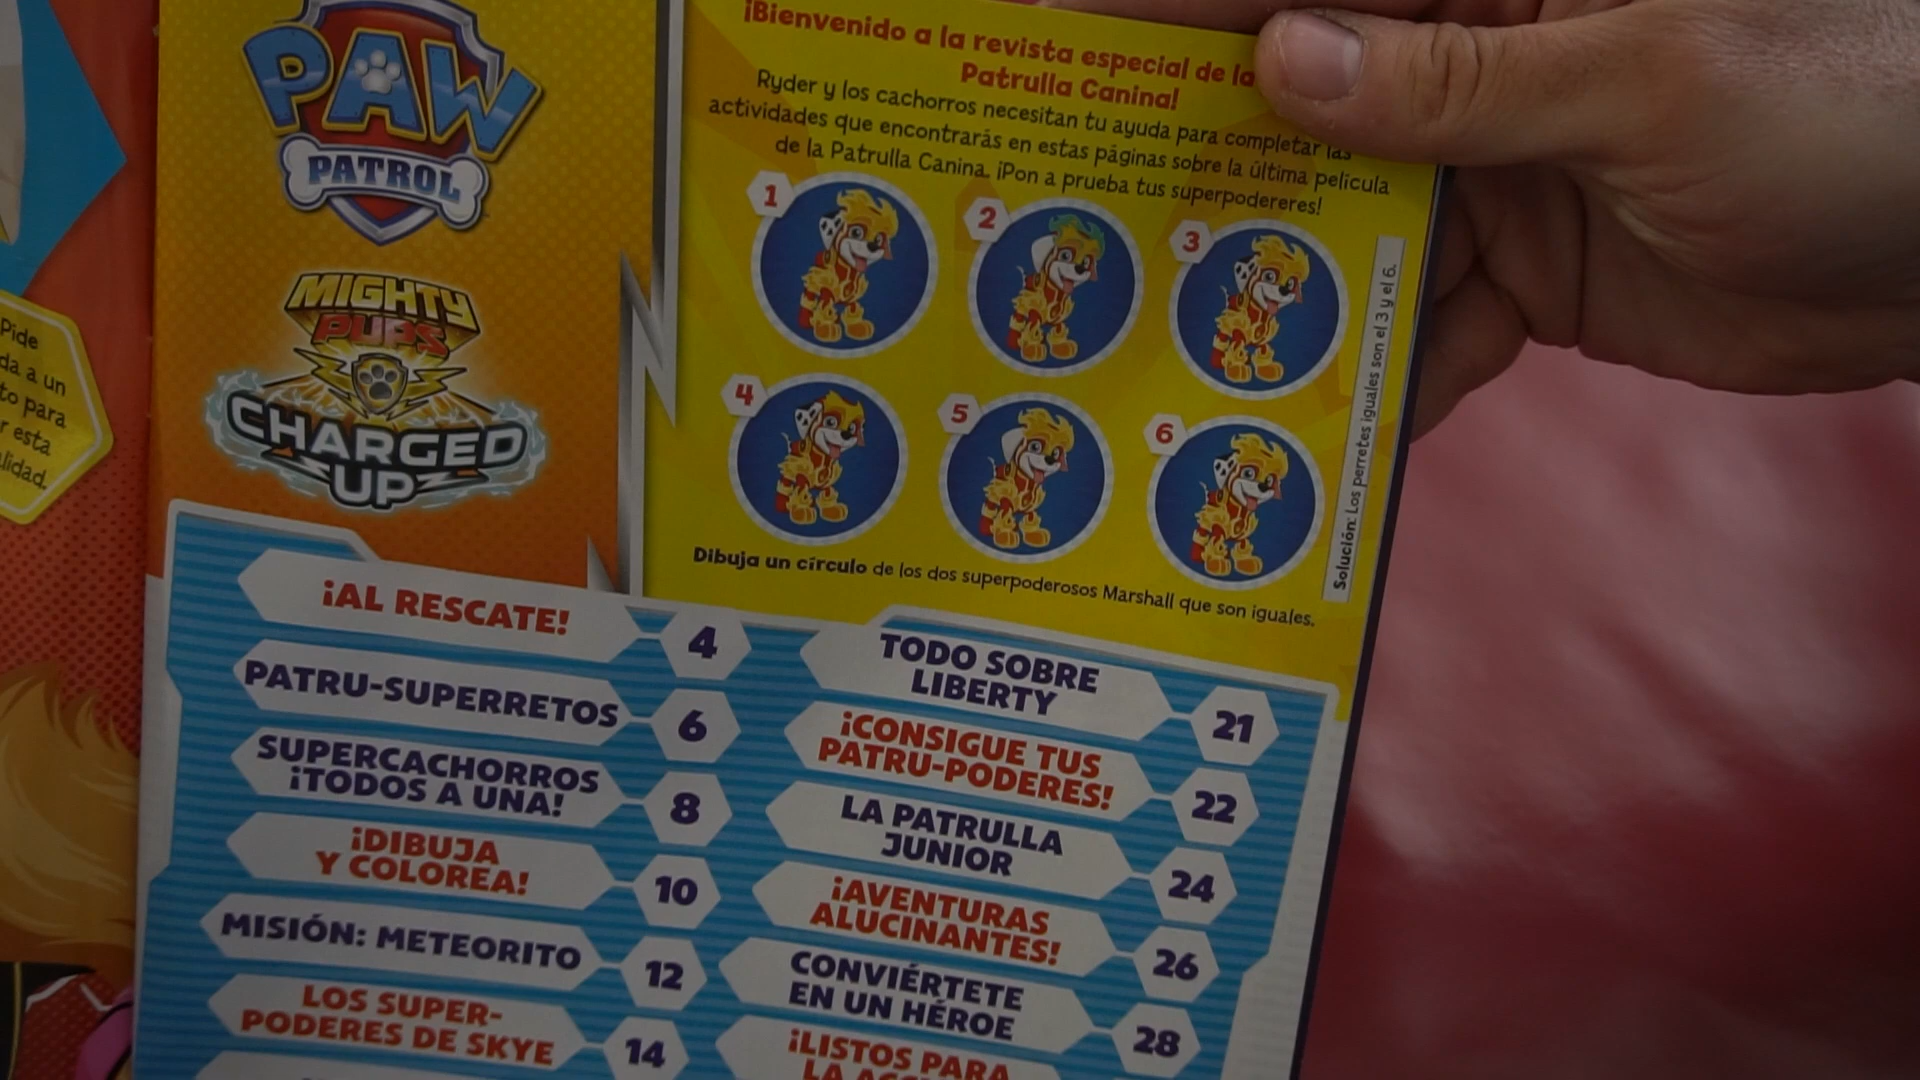 Pide
da a un
to para
r esta
lidad.
PAW
PATROL
MIGHTY
PUPS
CHARGED
UP
¡Bienvenido a la revista especial de la
Patrulla Canina!
Ryder y los cachorros necesitan tu ayuda para completar las
actividades que encontrarás en estas páginas sobre la última película
de la Patrulla Canina. ¡Pon a prueba tus superpodereres!
1
2
3
4
5
6
Solución: Los perretes iguales son el 3 y el 6.
Dibuja un círculo de los dos superpoderosos Marshall que son iguales.
¡AL RESCATE!
4
PATRU-SUPERRETOS
6
SUPERCACHORROS
¡TODOS A UNA!
8
¡DIBUJA
Y COLOREA!
10
MISIÓN: METEORITO
12
LOS SUPER-
PODERES DE SKYE
14
TODO SOBRE
LIBERTY
21
¡CONSIGUE TUS
PATRU-PODERES!
22
LA PATRULLA
JUNIOR
24
¡AVENTURAS
ALUCINANTES!
26
CONVIÉRTETE
EN UN HÉROE
28
¡LISTOS PARA
LA